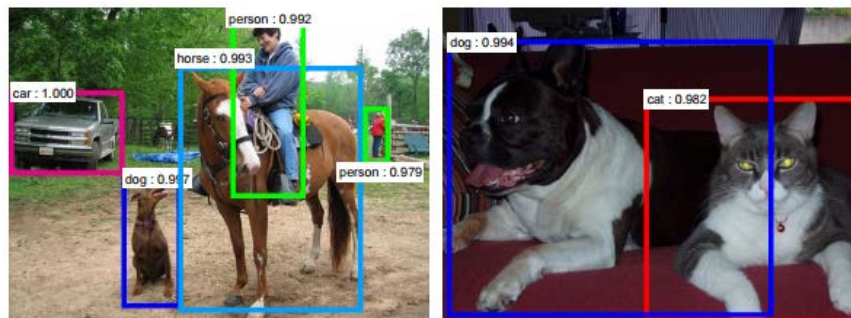 person : 0.992
horse : 0.993
car : 1.000
person : 0.979
dog : 0.997
dog : 0.994
cat : 0.982